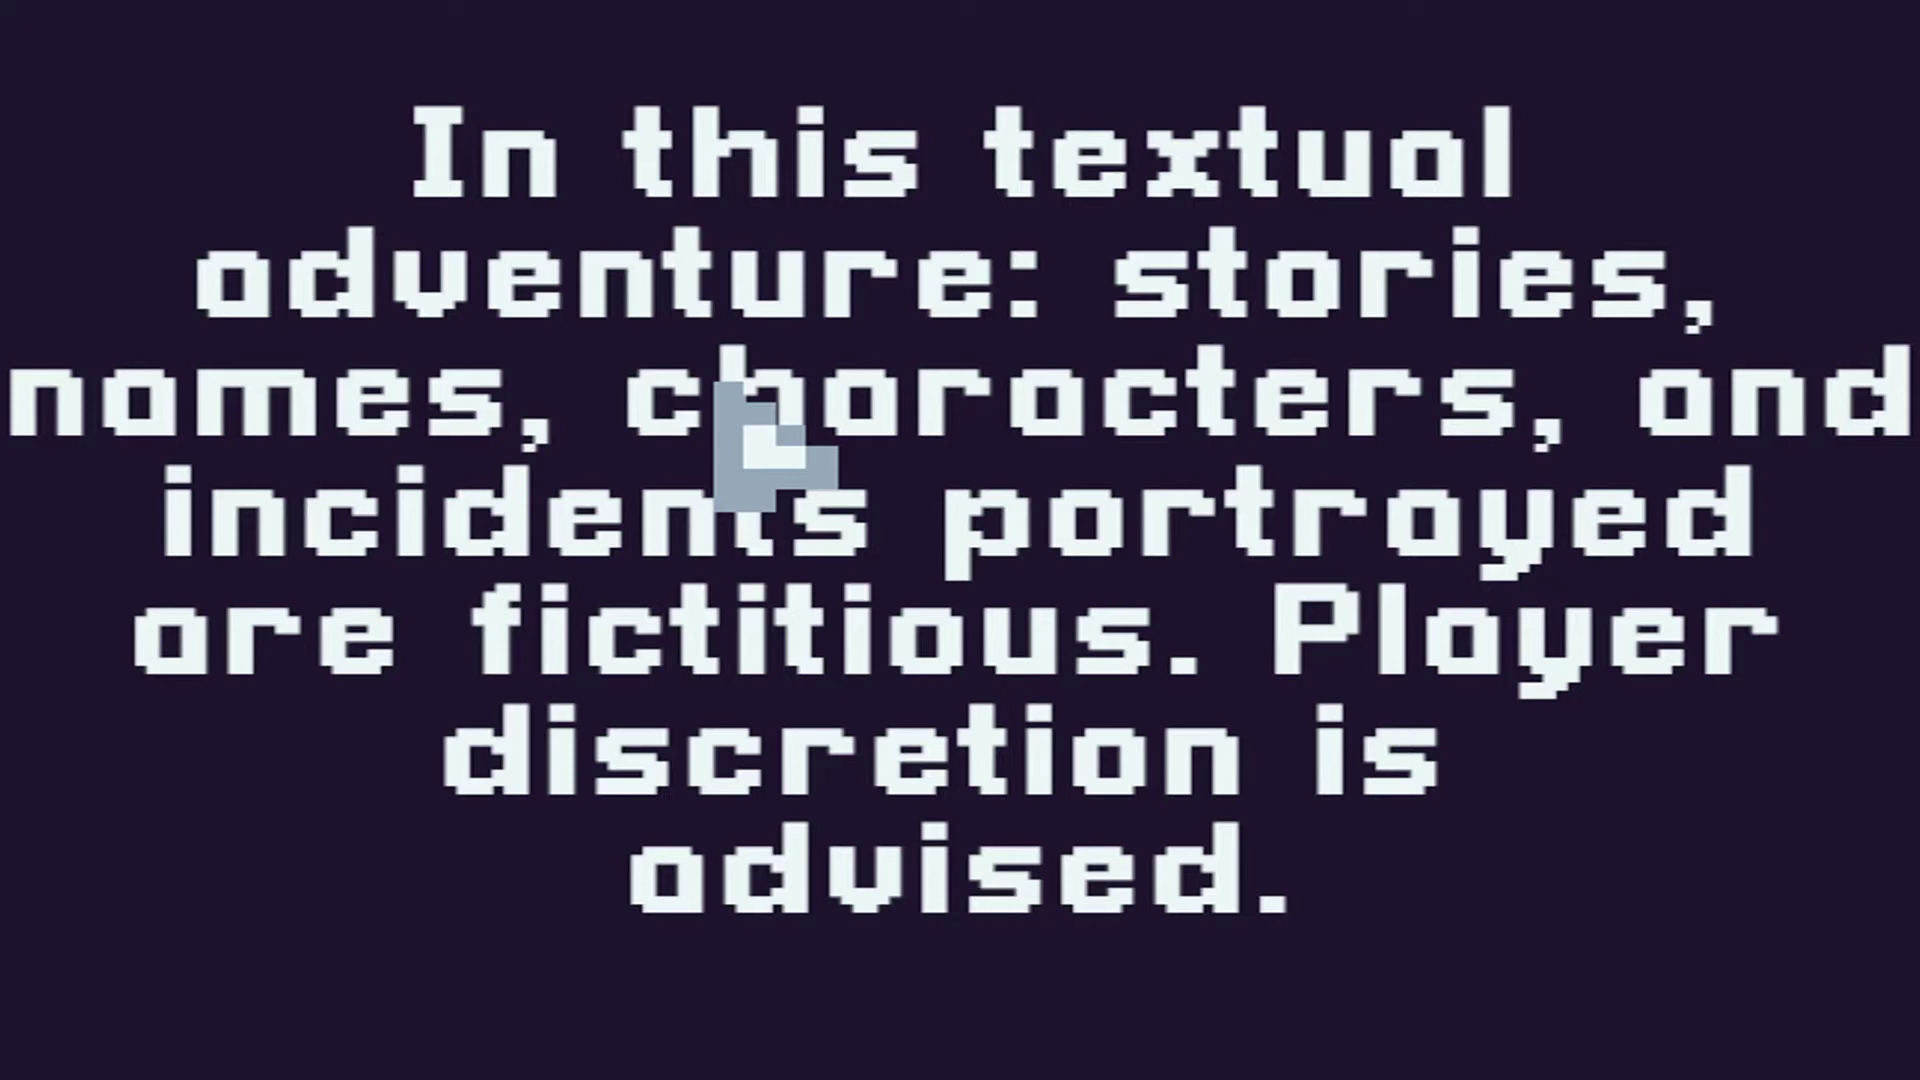 In this textual
adventure: stories,
names, characters, and
incidents portrayed
are fictitious. Player
discretion is
advised.